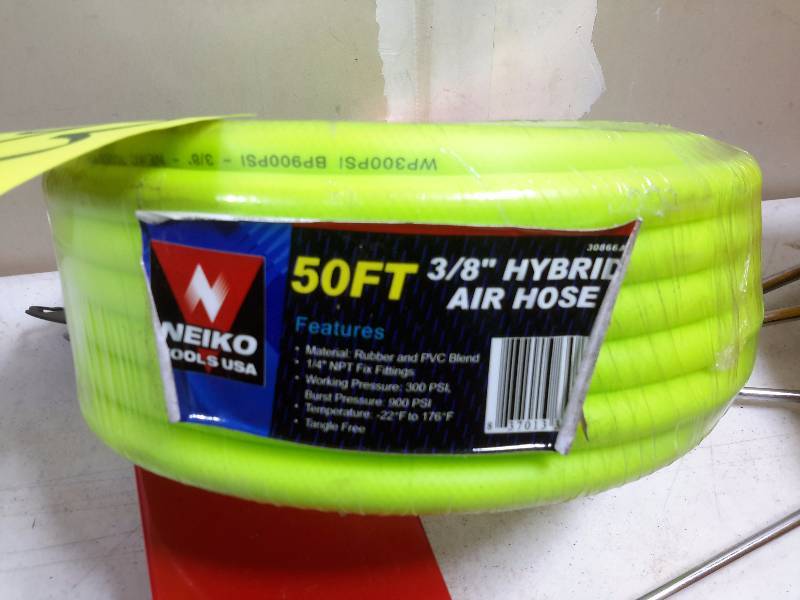 WP300PSI BP900PSI - 3/8" -
30866A
50FT 3/8" HYBRID
AIR HOSE
NEIKO
TOOLS USA
Features
• Material: Rubber and PVC Blend
• 1/4" NPT Fix Fittings
• Working Pressure: 300 PSI,
Burst Pressure: 900 PSI
• Temperature: -22°F to 176°F
• Tangle Free
8 37013